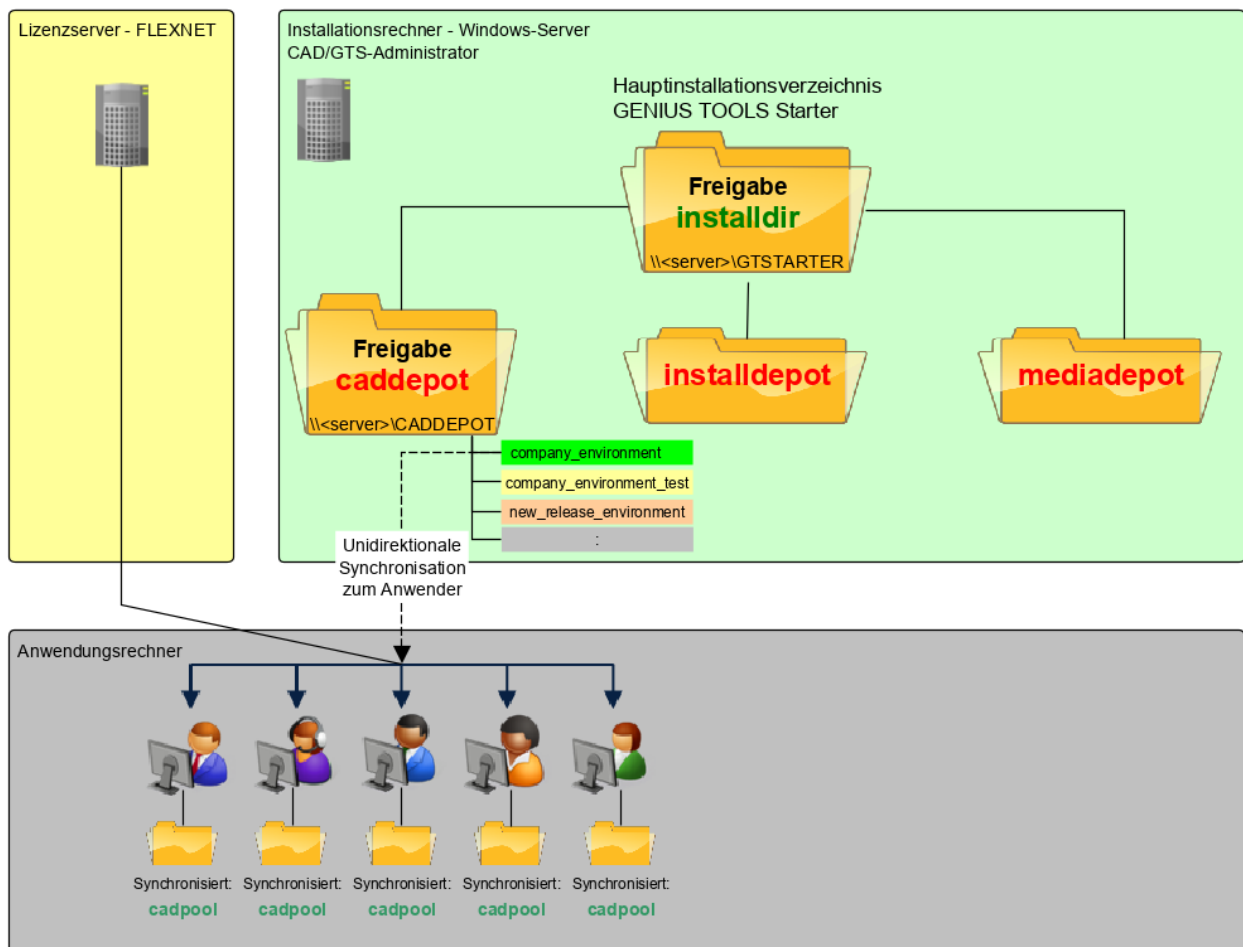 Lizenzserver - FLEXNET
Installationsrechner - Windows-Server
CAD/GTS-Administrator
Hauptinstallationsverzeichnis
GENIUS TOOLS Starter
Freigabe
installdir
\\<server>\GTSTARTER
Freigabe
caddepot
\\<server>\CADDEPOT
installdepot
mediadepot
company_environment
company_environment_test
new_release_environment
:
Unidirektionale
Synchronisation
zum Anwender
Anwendungsrechner
Synchronisiert:
cadpool
Synchronisiert:
cadpool
Synchronisiert:
cadpool
Synchronisiert:
cadpool
Synchronisiert:
cadpool